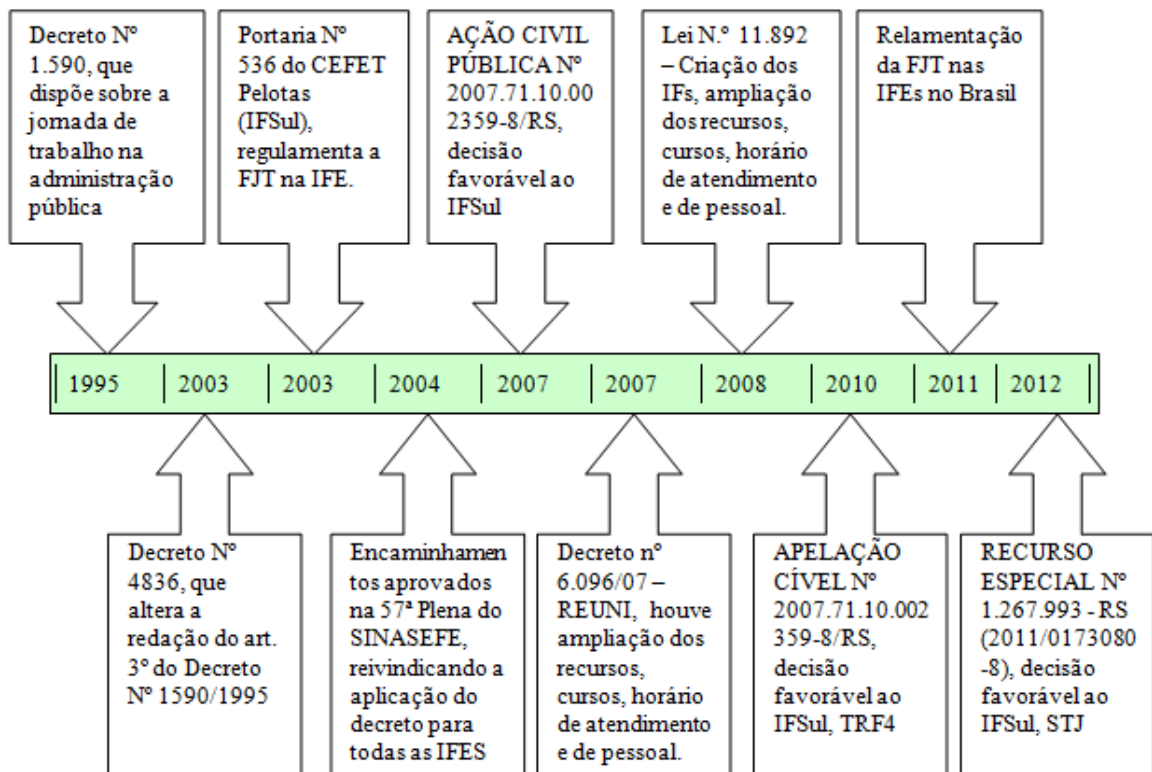 Decreto Nº
1.590, que
dispõe sobre a
jornada de
trabalho na
administração
pública
Portaria Nº
536 do CEFET
Pelotas
(IFSul),
regulamenta a
FJT na IFE.
AÇÃO CIVIL
PÚBLICA Nº
2007.71.10.00
2359-8/RS,
decisão
favorável ao
IFSul
Lei N.º 11.892
– Criação dos
IFs, ampliação
dos recursos,
cursos, horário
de atendimento
e de pessoal.
Relamentação
da FJT nas
IFEs no Brasil
1995 2003 2003 2004 2007 2007 2008 2010 2011 2012
Decreto Nº
4836, que
altera a
redação do art.
3º do Decreto
Nº 1590/1995
Encaminhamen
tos aprovados
na 57ª Plena do
SINASEFE,
reivindicando a
aplicação do
decreto para
todas as IFES
Decreto nº
6.096/07 –
REUNI, houve
ampliação dos
recursos,
cursos, horário
de atendimento
e de pessoal.
APELAÇÃO
CÍVEL Nº
2007.71.10.002
359-8/RS,
decisão
favorável ao
IFSul, TRF4
RECURSO
ESPECIAL Nº
1.267.993 - RS
(2011/0173080
-8), decisão
favorável ao
IFSul, STJ